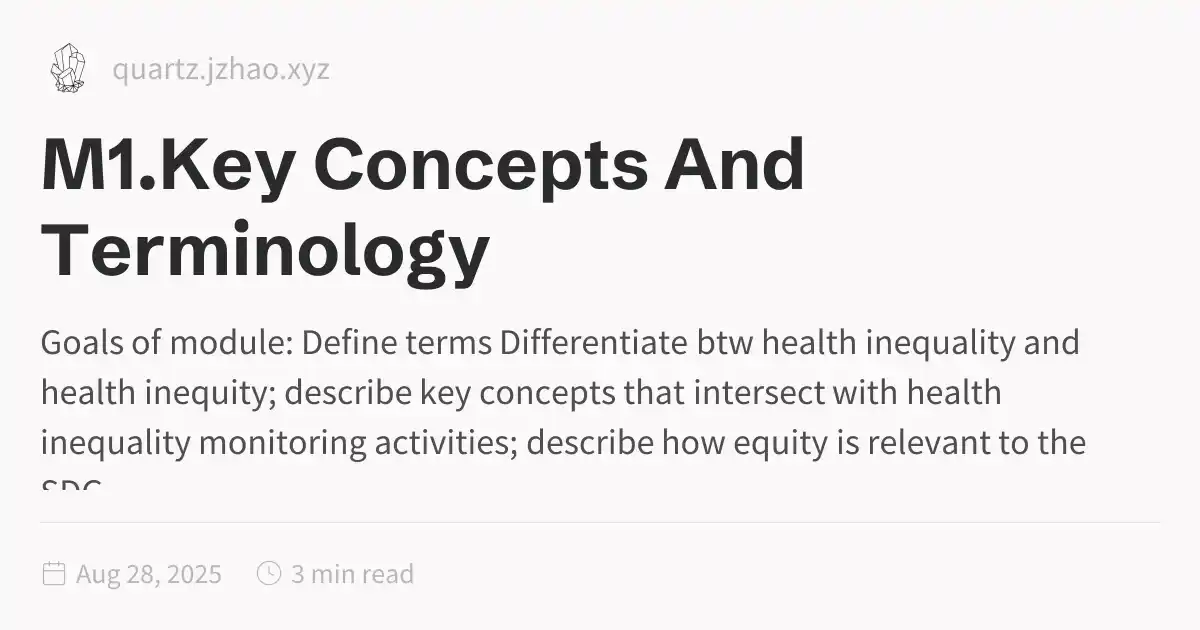 quartz.jzhao.xyz
M1.Key Concepts And
Terminology
Goals of module: Define terms Differentiate btw health inequality and
health inequity; describe key concepts that intersect with health
inequality monitoring activities; describe how equity is relevant to the
Aug 28, 2025 3 min read